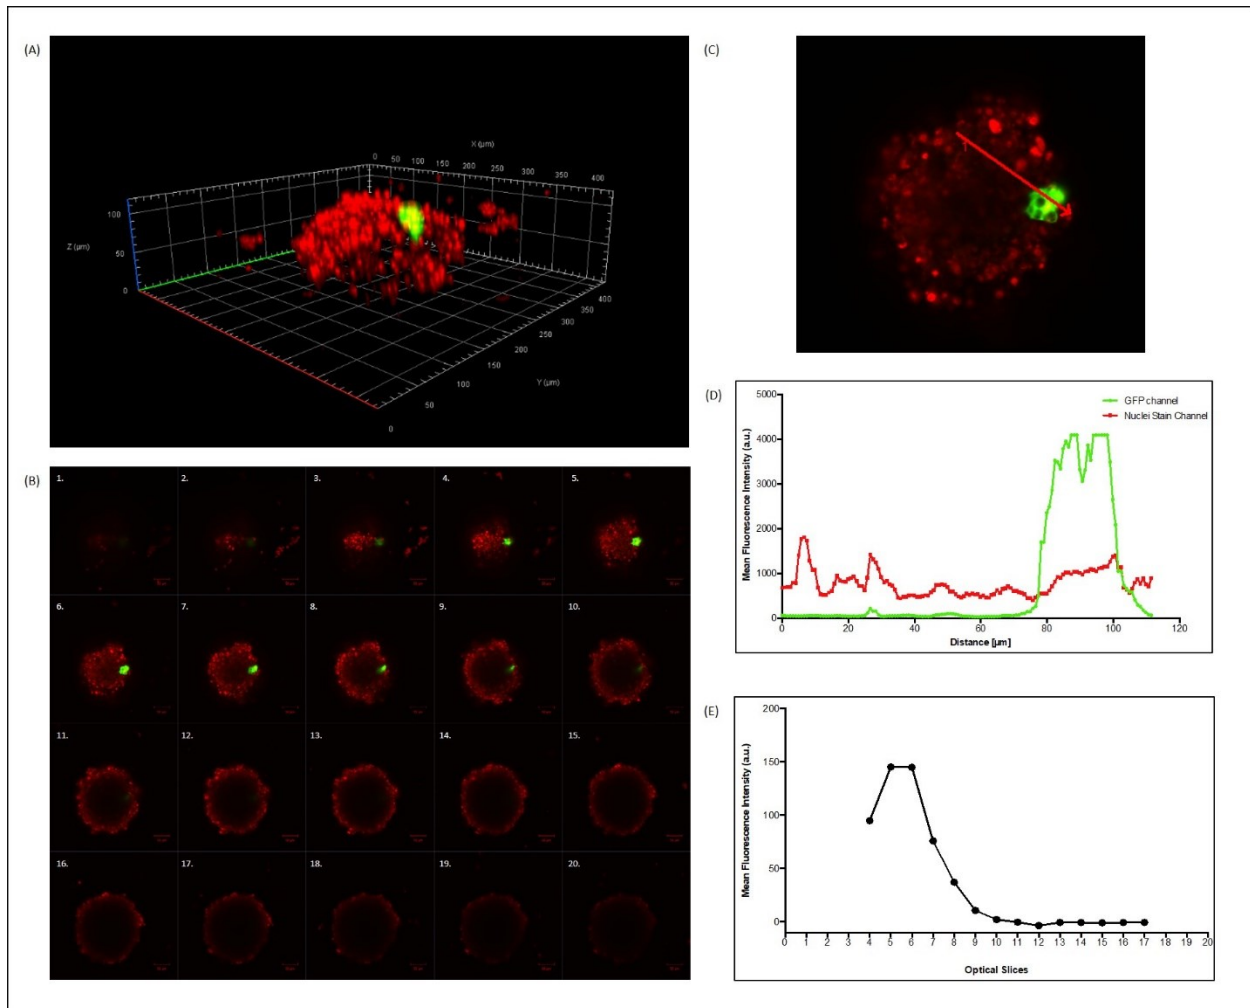 (A)
X (µm)
0 50 100 150 200 250 300 350 400
100
Z (µm)
50
0
400
350
300
250
200
150
Y (µm)
100
50
0
(B)
1. 2. 3. 4. 5.
6. 7. 8. 9. 10.
11. 12. 13. 14. 15.
16. 17. 18. 19. 20.
(C)
1
(D)
5000
4000
3000
2000
1000
0
Mean Fluorescence Intensity (a.u.)
GFP channel
Nuclei Stain Channel
0 20 40 60 80 100 120
Distance [µm]
(E)
200
150
100
50
0
Mean Fluorescence Intensity (a.u.)
0 1 2 3 4 5 6 7 8 9 10 11 12 13 14 15 16 17 18 19 20
Optical Slices